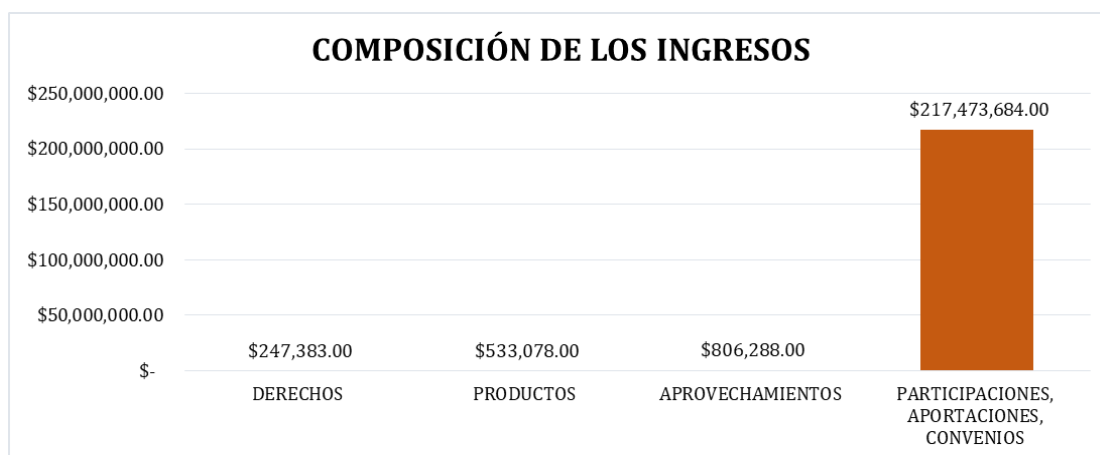 COMPOSICIÓN DE LOS INGRESOS
$250,000,000.00
$217,473,684.00
$200,000,000.00
$150,000,000.00
$100,000,000.00
$50,000,000.00
$247,383.00
$533,078.00
$806,288.00
$-
DERECHOS
PRODUCTOS
APROVECHAMIENTOS
PARTICIPACIONES,
APORTACIONES,
CONVENIOS